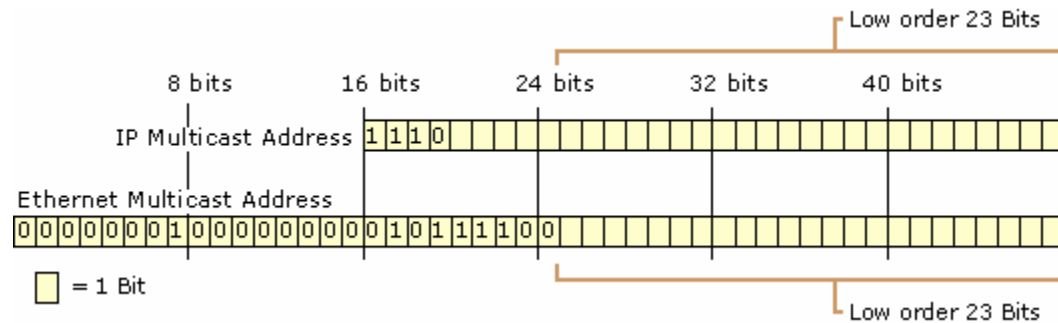 Low order 23 Bits
8 bits 16 bits 24 bits 32 bits 40 bits
IP Multicast Address 1 1 1 0
Ethernet Multicast Address
0 0 0 0 0 0 0 1 0 0 0 0 0 0 0 0 0 1 0 1 1 1 1 0 0
= 1 Bit
Low order 23 Bits